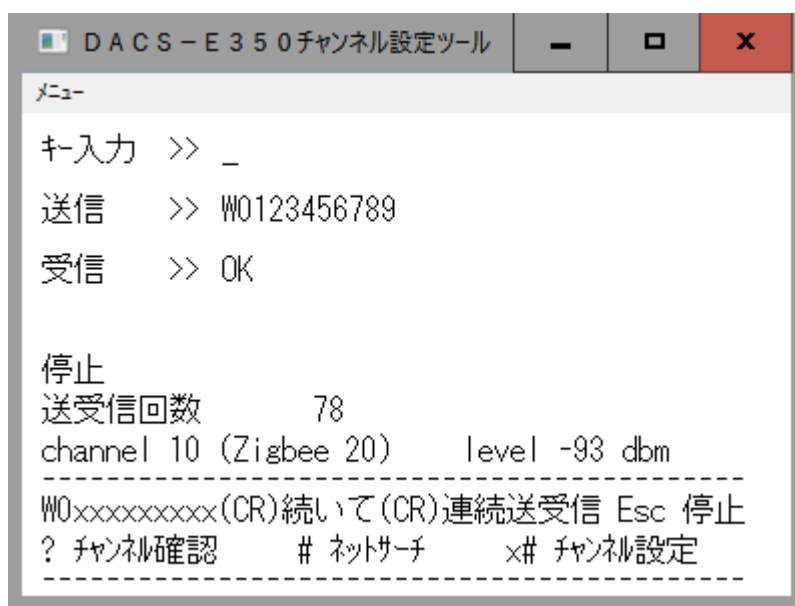 ＤＡＣＳ－Ｅ３５０ﾁｬﾝﾈﾙ設定ﾂｰﾙ
ﾒﾆｭｰ
ｷｰ入力 >> _
送信 >> W0123456789
受信 >> OK
停止
送受信回数 78
channel 10 (Zigbee 20) level -93 dbm
---------------------------------------------
W0xxxxxxxxx(CR)続いて(CR)連続送受信 Esc 停止
? ﾁｬﾝﾈﾙ確認 # ﾈｯﾄｻｰﾁ x# ﾁｬﾝﾈﾙ設定
---------------------------------------------